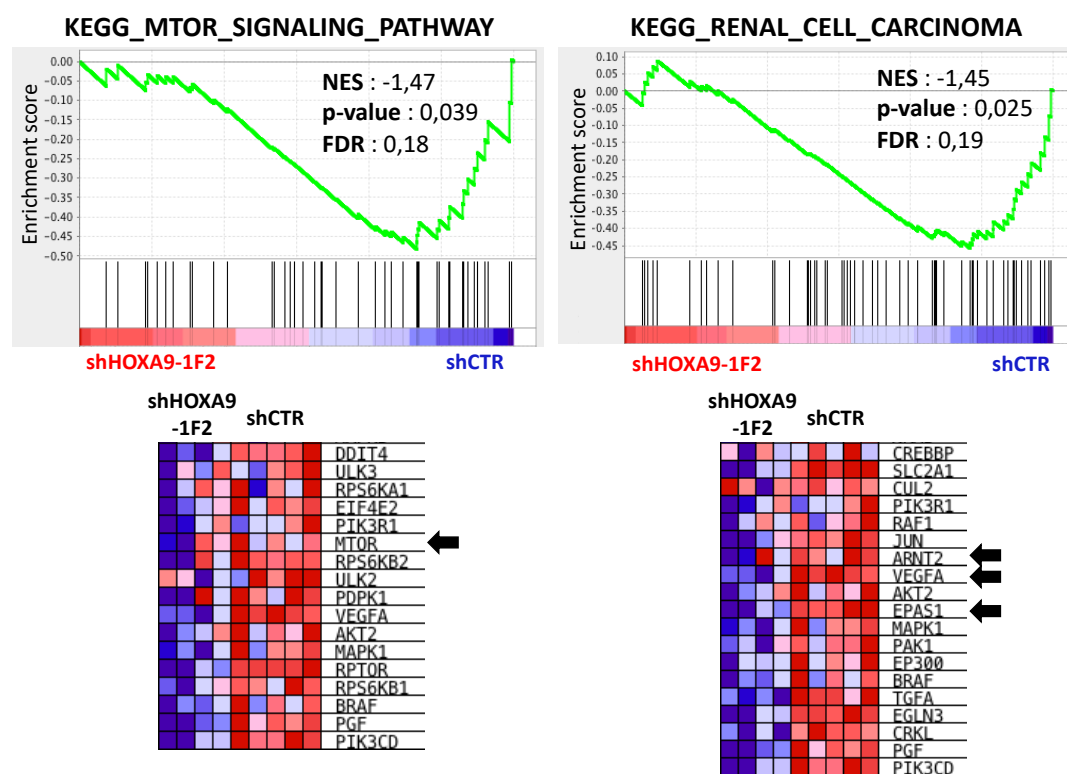 KEGG_MTOR_SIGNALING_PATHWAY
0.00
-0.05
-0.10
-0.15
-0.20
-0.25
-0.30
-0.35
-0.40
-0.45
-0.50
Enrichment score
NES : -1,47
p-value : 0,039
FDR : 0,18
shHOXA9-1F2
shCTR
KEGG_RENAL_CELL_CARCINOMA
0.10
0.05
0.00
-0.05
-0.10
-0.15
-0.20
-0.25
-0.30
-0.35
-0.40
-0.45
Enrichment score
NES : -1,45
p-value : 0,025
FDR : 0,19
shHOXA9-1F2
shCTR
shHOXA9
-1F2
shCTR
DDIT4
ULK3
RPS6KA1
EIF4E2
PIK3R1
MTOR
RPS6KB2
ULK2
PDPK1
VEGFA
AKT2
MAPK1
RPTOR
RPS6KB1
BRAF
PGF
PIK3CD
shHOXA9
-1F2
shCTR
CREBBP
SLC2A1
CUL2
PIK3R1
RAF1
JUN
ARNT2
VEGFA
AKT2
EPAS1
MAPK1
PAK1
EP300
BRAF
TGFA
EGLN3
CRKL
PGF
PIK3CD